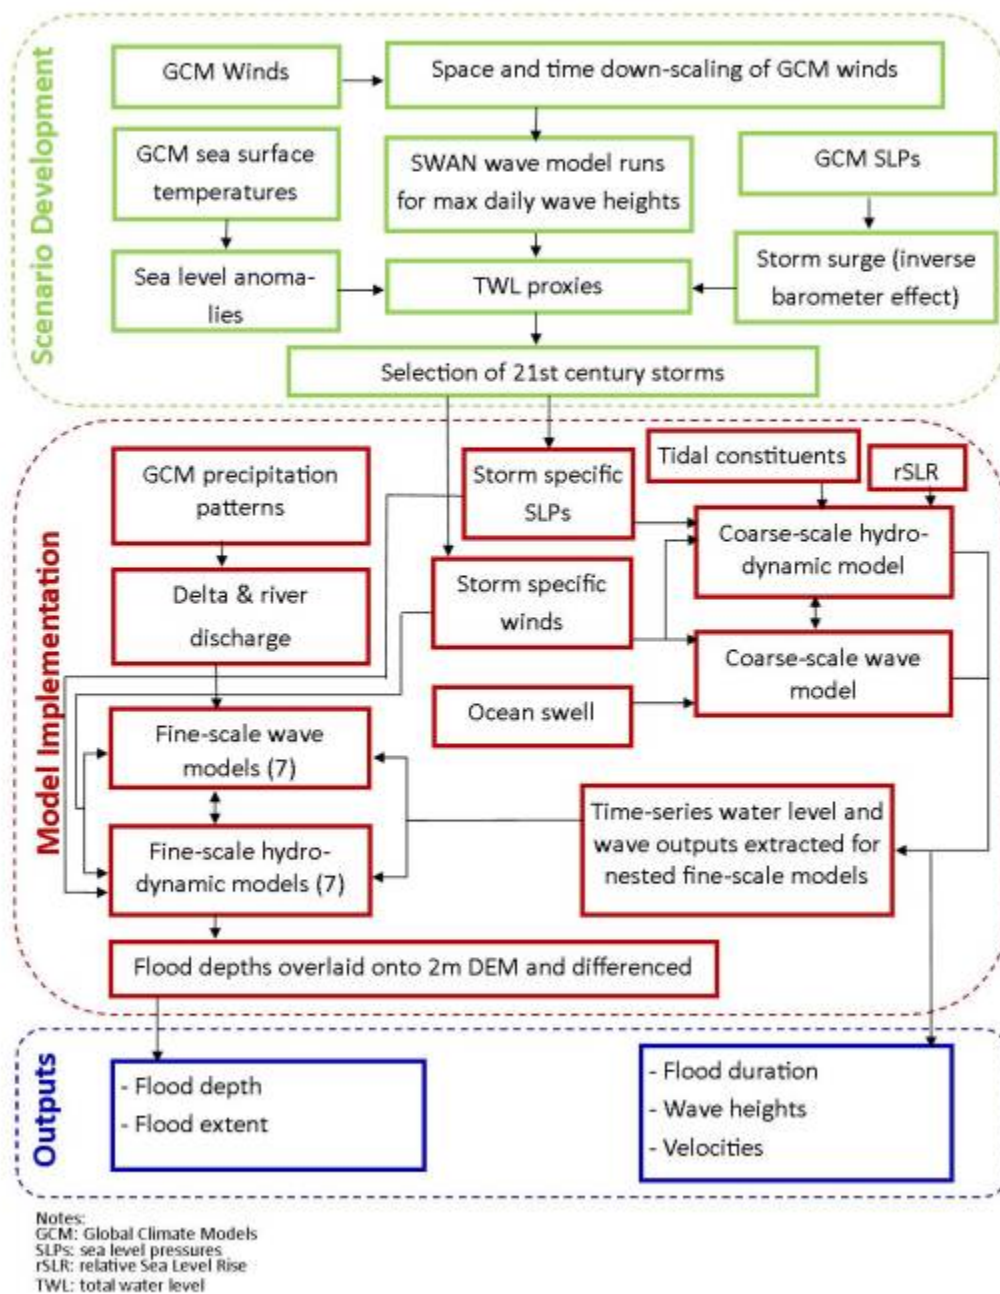 Scenario Development
GCM Winds
Space and time down-scaling of GCM winds
GCM sea surface
temperatures
SWAN wave model runs
for max daily wave heights
GCM SLPs
Sea level anoma-
lies
TWL proxies
Storm surge (inverse
barometer effect)
Selection of 21st century storms
Model Implementation
GCM precipitation
patterns
Storm specific
SLPs
Tidal constituents
rSLR
Coarse-scale hydro-
dynamic model
Delta & river
discharge
Storm specific
winds
Coarse-scale wave
model
Ocean swell
Fine-scale wave
models (7)
Time-series water level and
wave outputs extracted for
nested fine-scale models
Fine-scale hydro-
dynamic models (7)
Flood depths overlaid onto 2m DEM and differenced
Outputs
- Flood depth
- Flood extent
- Flood duration
- Wave heights
- Velocities
Notes:
GCM: Global Climate Models
SLPs: sea level pressures
rSLR: relative Sea Level Rise
TWL: total water level